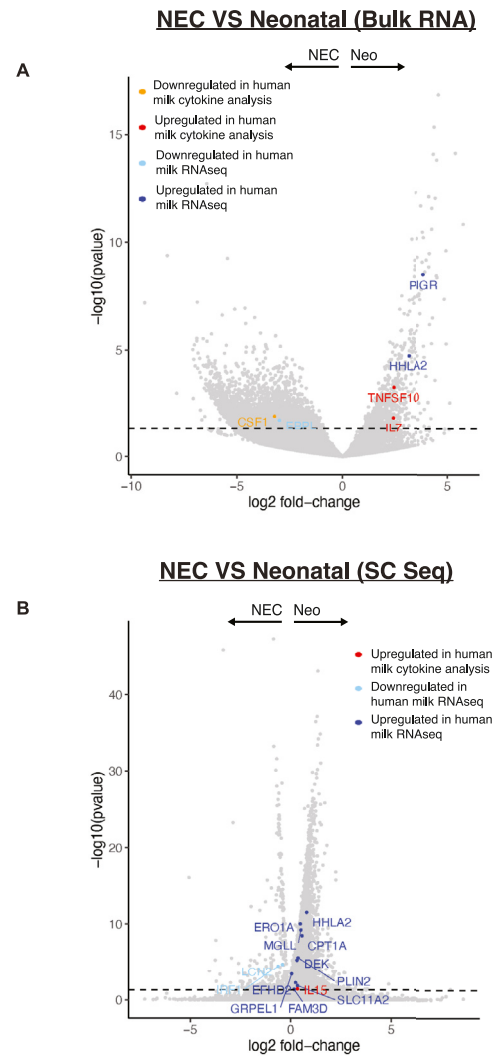 NEC VS Neonatal (Bulk RNA)
NEC Neo
A
Downregulated in human
milk cytokine analysis
Upregulated in human
milk cytokine analysis
Downregulated in human
milk RNAseq
Upregulated in human
milk RNAseq
15
10
5
0
−log10(pvalue)
PIGR
HHLA2
TNFSF10
CSF1
IL7
−10 −5 0 5
log2 fold−change
NEC VS Neonatal (SC Seq)
B
NEC Neo
Upregulated in human
milk cytokine analysis
Downregulated in
human milk RNAseq
Upregulated in human
milk RNAseq
40
30
20
10
0
−log10(pvalue)
HHLA2
ERO1A
MGLL CPT1A
DEK
PLIN2
EFHD2 IL15 SLC11A2
GRPEL1 FAM3D
−5 0 5
log2 fold−change